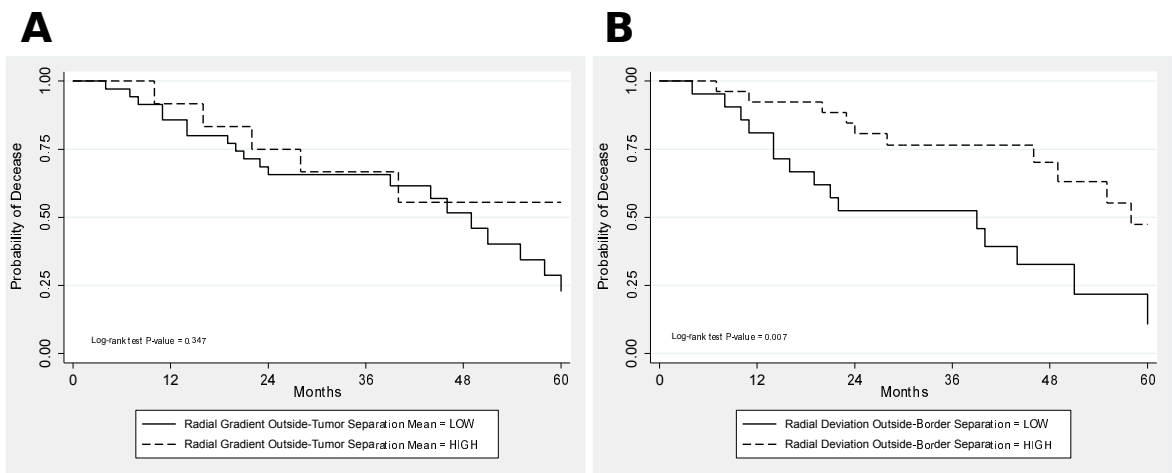 A
B
1.00
0.75
0.50
0.25
0.00
Probability of Decease
Log-rank test P-value = 0.347
0 12 24 36 48 60
Months
Radial Gradient Outside-Tumor Separation Mean = LOW
Radial Gradient Outside-Tumor Separation Mean = HIGH
1.00
0.75
0.50
0.25
0.00
Probability of Decease
Log-rank test P-value = 0.007
0 12 24 36 48 60
Months
Radial Deviation Outside-Border Separation = LOW
Radial Deviation Outside-Border Separation = HIGH